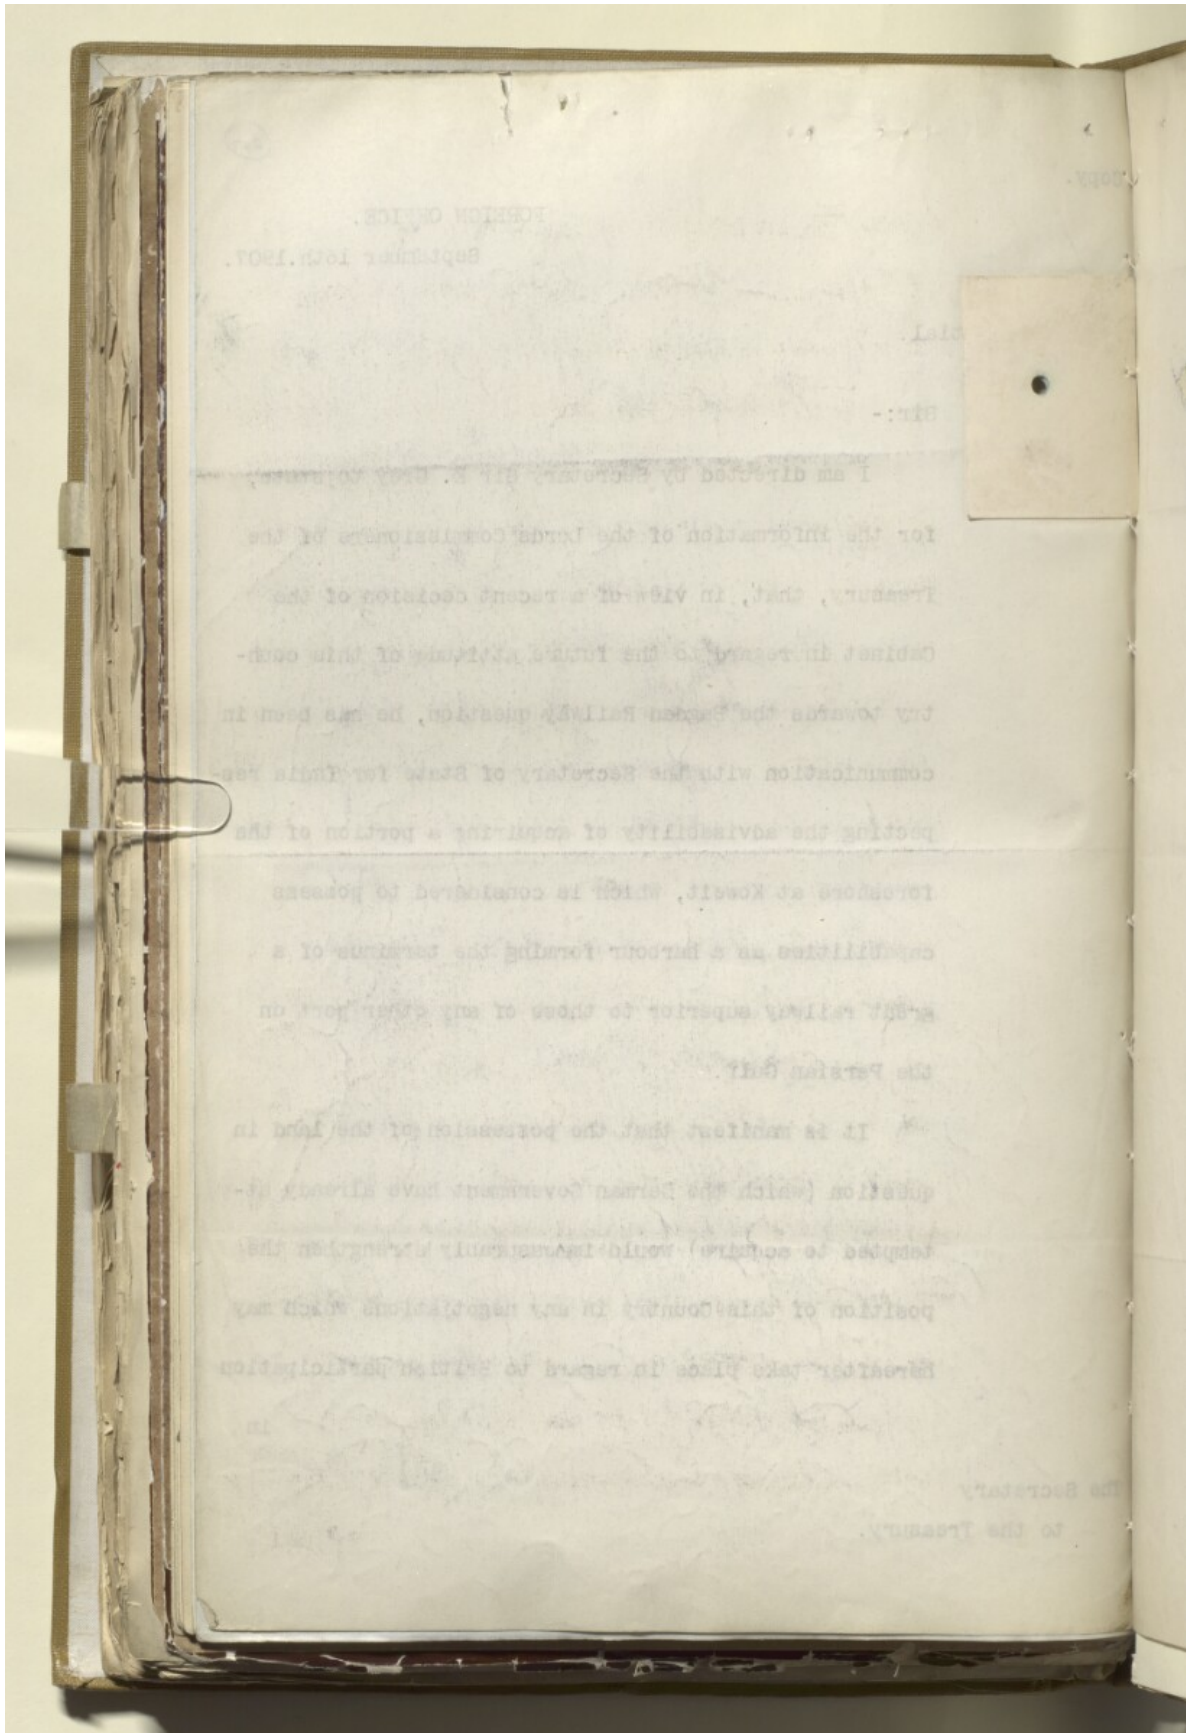 Copy.
FOREIGN OFFICE.
September 16th.1907.
ial.
Sir:-
I am directed by Secretary Sir E. Grey to state,
for the information of the Lords Commissioners of the
Treasury, that, in view of a recent decision of the
Cabinet in regard to the future attitude of this coun-
try towards the Bagdad Railway question, he has been in
communication with the Secretary of State for India res-
pecting the advisability of acquiring a portion of the
foreshore at Koweit, which is considered to possess
capabilities as a harbour forming the terminus of a
great railway superior to those of any other port on
the Persian Gulf.
It is manifest that the possession of the land in
question (which the German Government have already at-
tempted to acquire) would immeasurably strengthen the
position of this Country in any negotiations which may
hereafter take place in regard to British participation
in
The Secretary
to the Treasury.